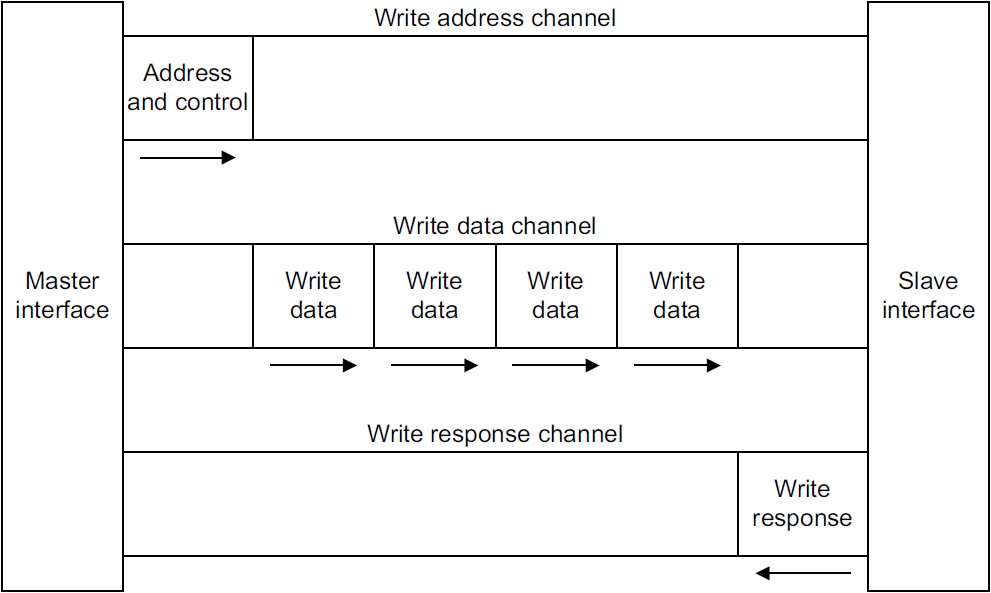 Write address channel
Address
and control
Write data channel
Master
interface
Write
data
Write
data
Write
data
Write
data
Slave
interface
Write response channel
Write
response